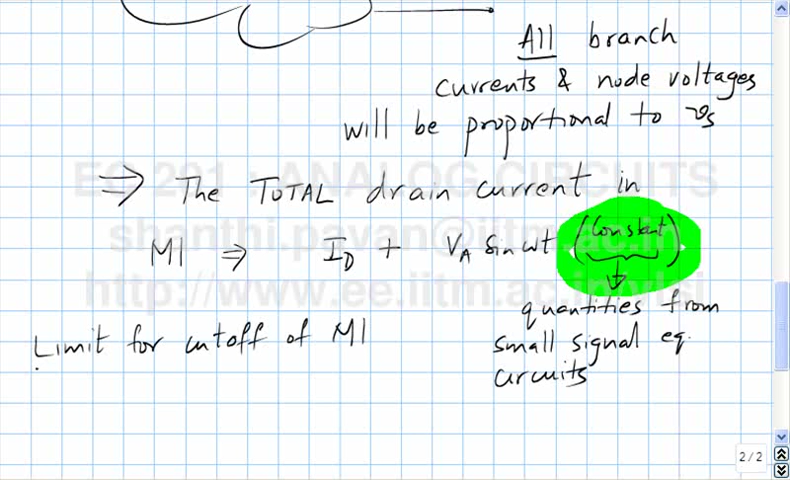 All branch
currents & node voltages
will be proportional to vs
EC 201 : ANALOG CIRCUITS
⇒ The TOTAL drain current in
shanthi.pavan@iitm.ac.in
M1 ⇒ ID + VA sin ωt (Constant)
http://www.ee.iitm.ac.in/vlsi
quantities from
Limit for cutoff of M1
small signal eq.
circuits
2/2